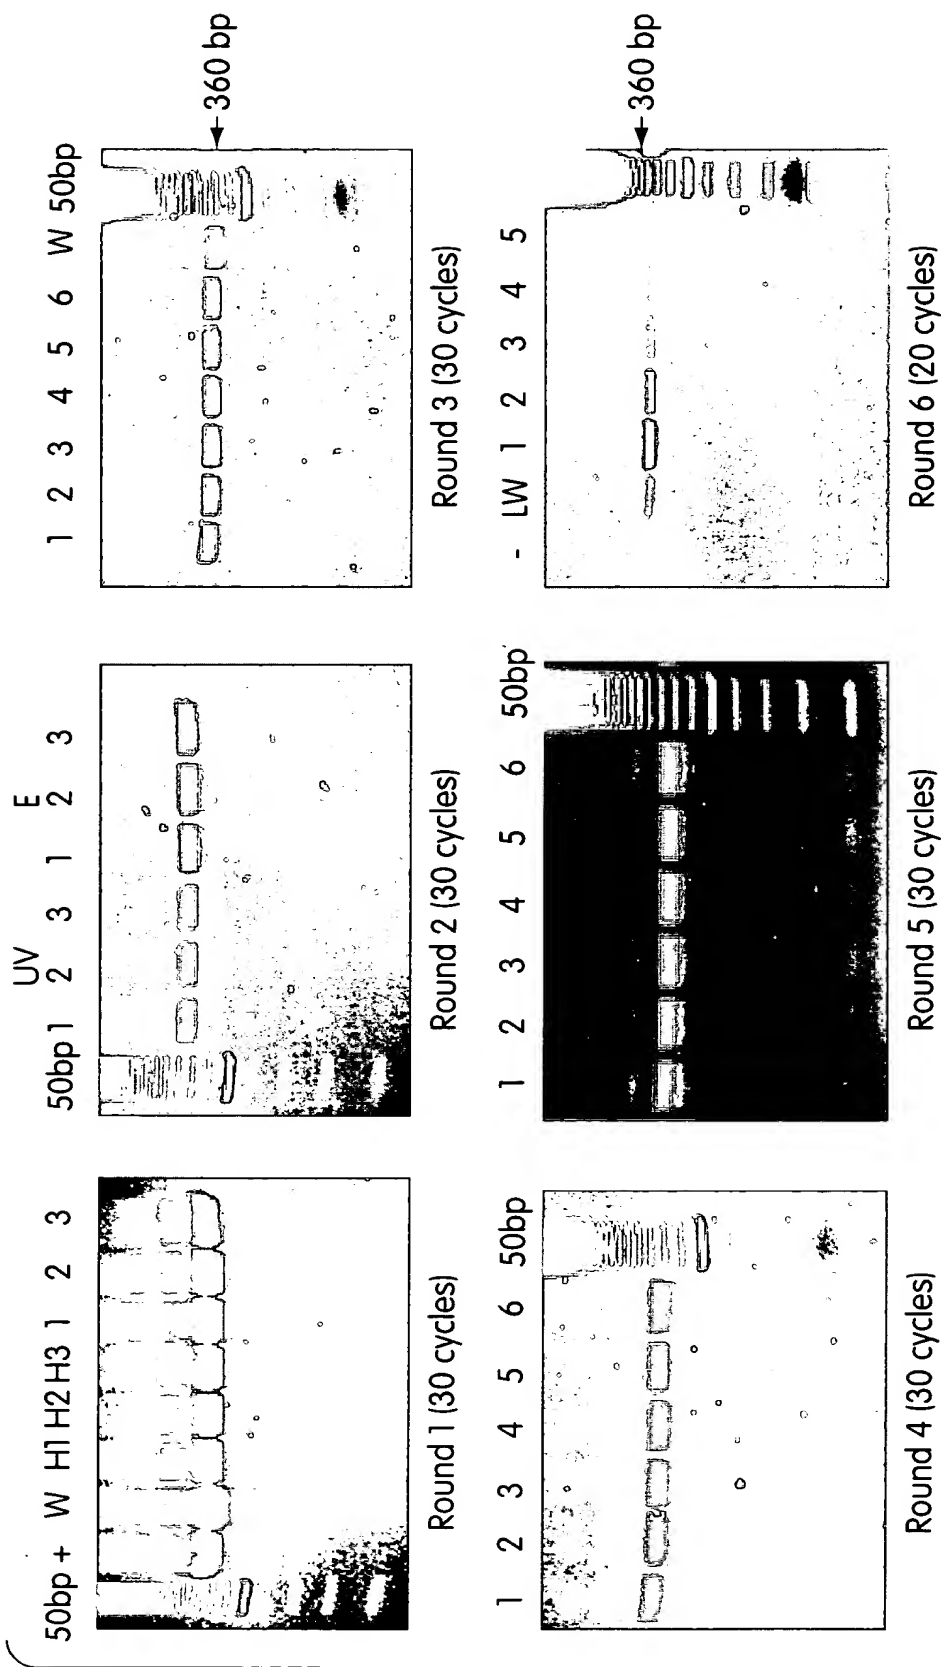 50bp + W H1 H2 H3 1 2 3
Round 1 (30 cycles)
UV E
50bp 1 2 3 1 2 3
Round 2 (30 cycles)
1 2 3 4 5 6 W 50bp
360 bp
Round 3 (30 cycles)
1 2 3 4 5 6 50bp
Round 4 (30 cycles)
1 2 3 4 5 6 50bp
Round 5 (30 cycles)
- LW 1 2 3 4 5
360 bp
Round 6 (20 cycles)